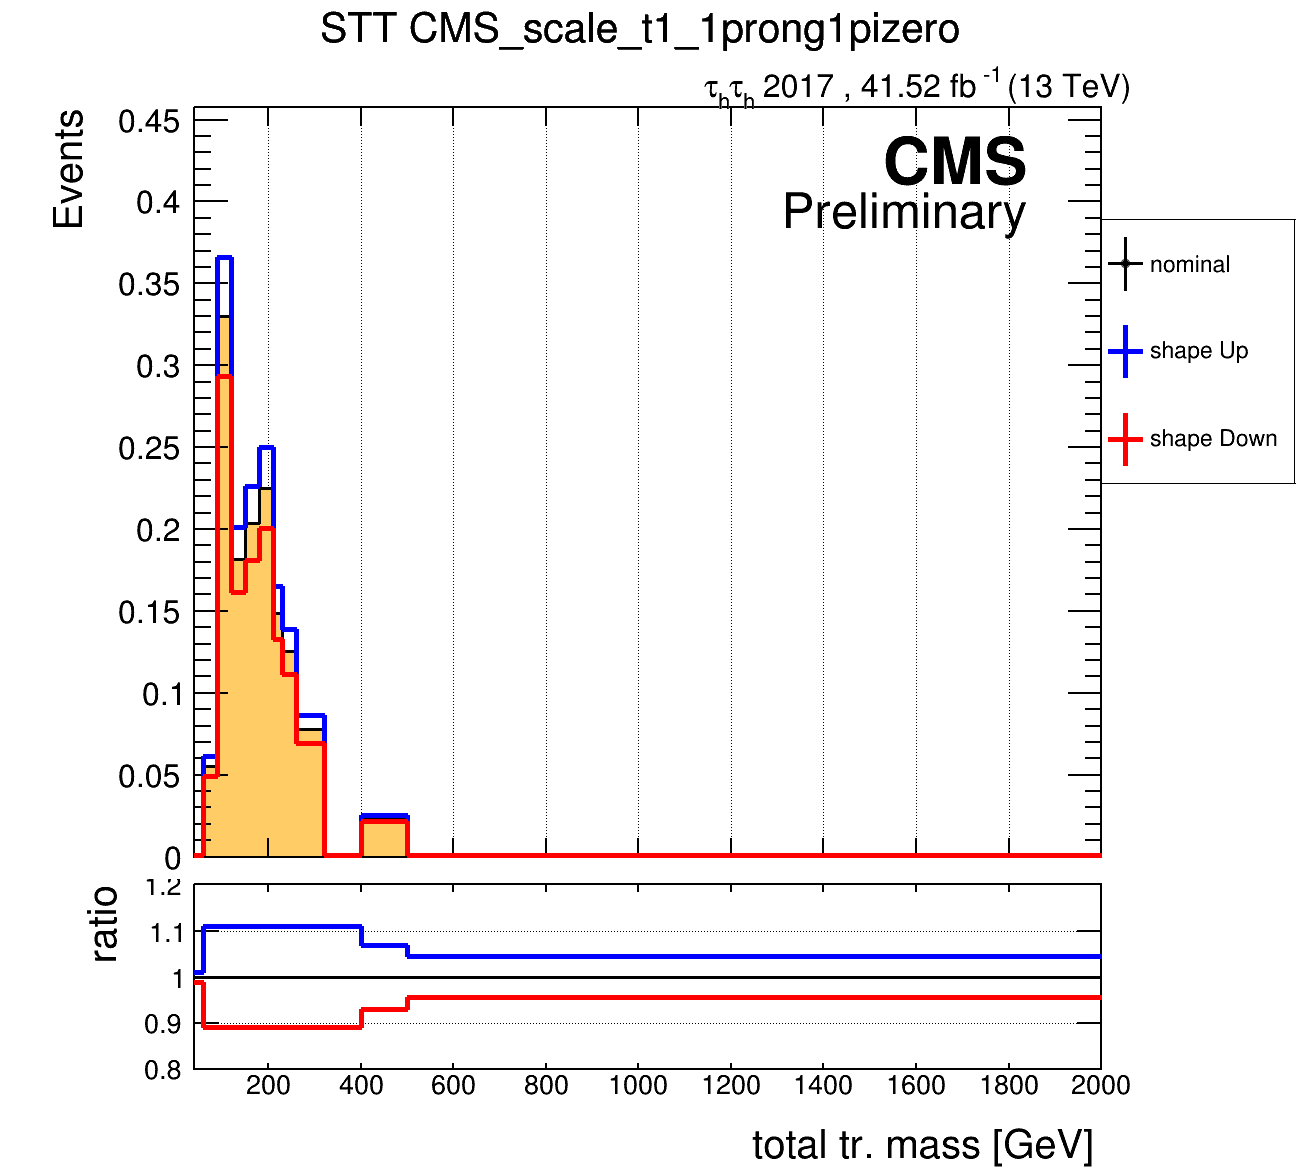 STT CMS_scale_t1_1prong1pizero
τhτh 2017 , 41.52 fb-1 (13 TeV)
Events
0.45
0.4
0.35
0.3
0.25
0.2
0.15
0.1
0.05
0
CMS
Preliminary
nominal
shape Up
shape Down
ratio
1.2
1.1
1
0.9
0.8
200 400 600 800 1000 1200 1400 1600 1800 2000
total tr. mass [GeV]